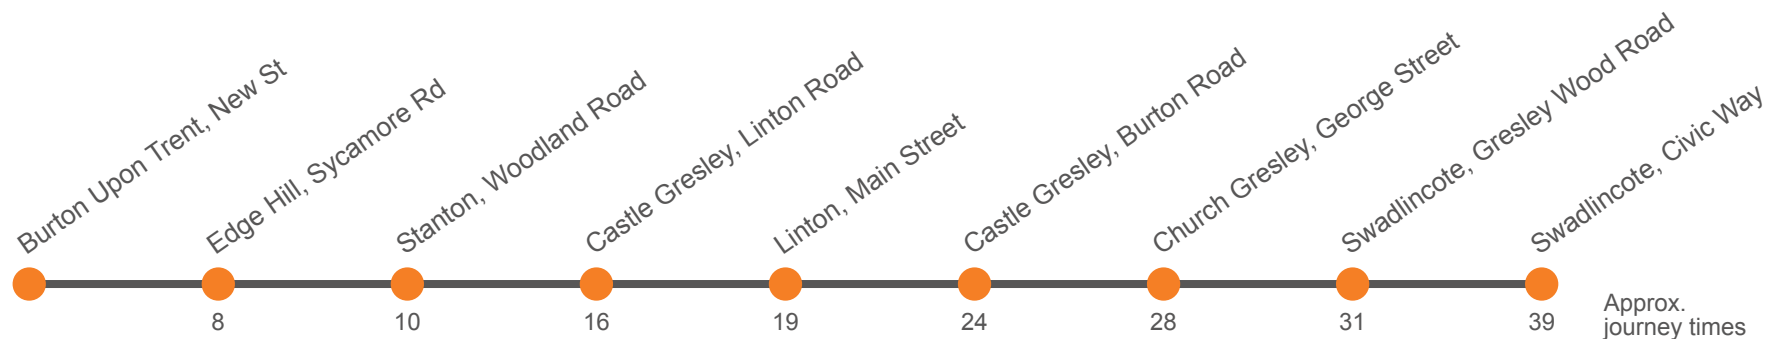 Burton Upon Trent, New St
Edge Hill, Sycamore Rd
Stanton, Woodland Road
Castle Gresley, Linton Road
Linton, Main Street
Castle Gresley, Burton Road
Church Gresley, George Street
Swadlincote, Gresley Wood Road
Swadlincote, Civic Way
8
10
16
19
24
28
31
39
Approx.
journey times